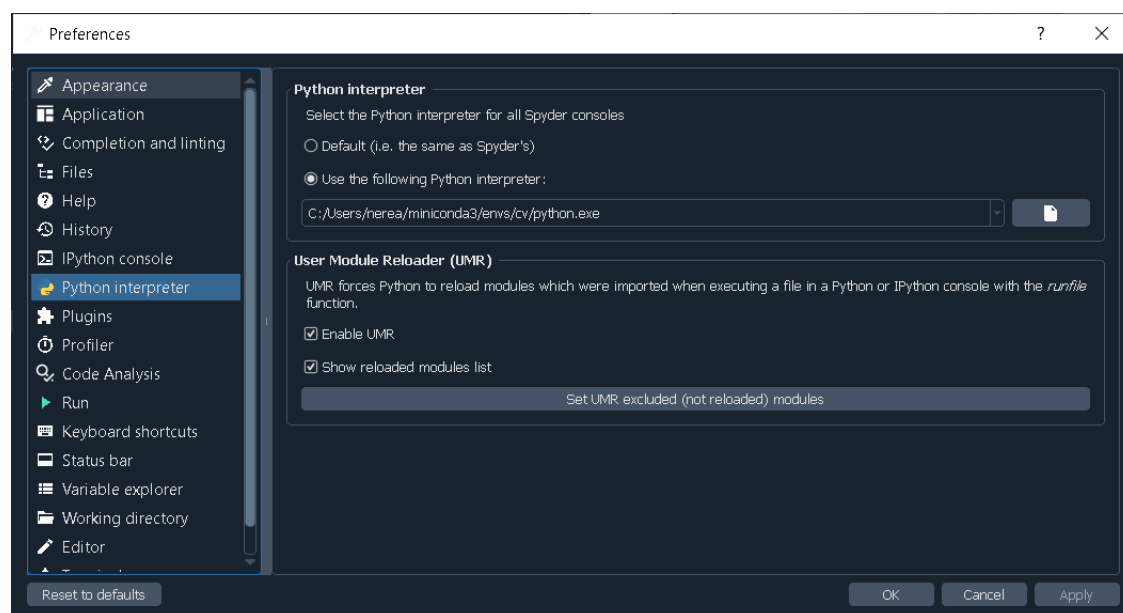 Preferences
?
Appearance
Application
Completion and linting
Files
Help
History
IPython console
Python interpreter
Plugins
Profiler
Code Analysis
Run
Keyboard shortcuts
Status bar
Variable explorer
Working directory
Editor
Python interpreter
Select the Python interpreter for all Spyder consoles
Default (i.e. the same as Spyder's)
Use the following Python interpreter:
C:/Users/nerea/miniconda3/envs/cv/python.exe
User Module Reloader (UMR)
UMR forces Python to reload modules which were imported when executing a file in a Python or IPython console with the runfile
function.
Enable UMR
Show reloaded modules list
Set UMR excluded (not reloaded) modules
Reset to defaults
OK
Cancel
Apply